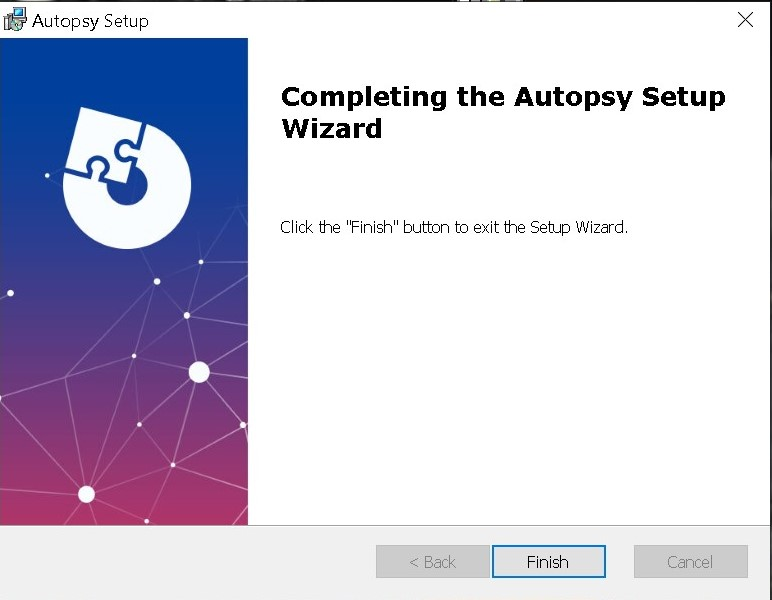 Autopsy Setup
Completing the Autopsy Setup
Wizard
Click the "Finish" button to exit the Setup Wizard.
< Back
Finish
Cancel